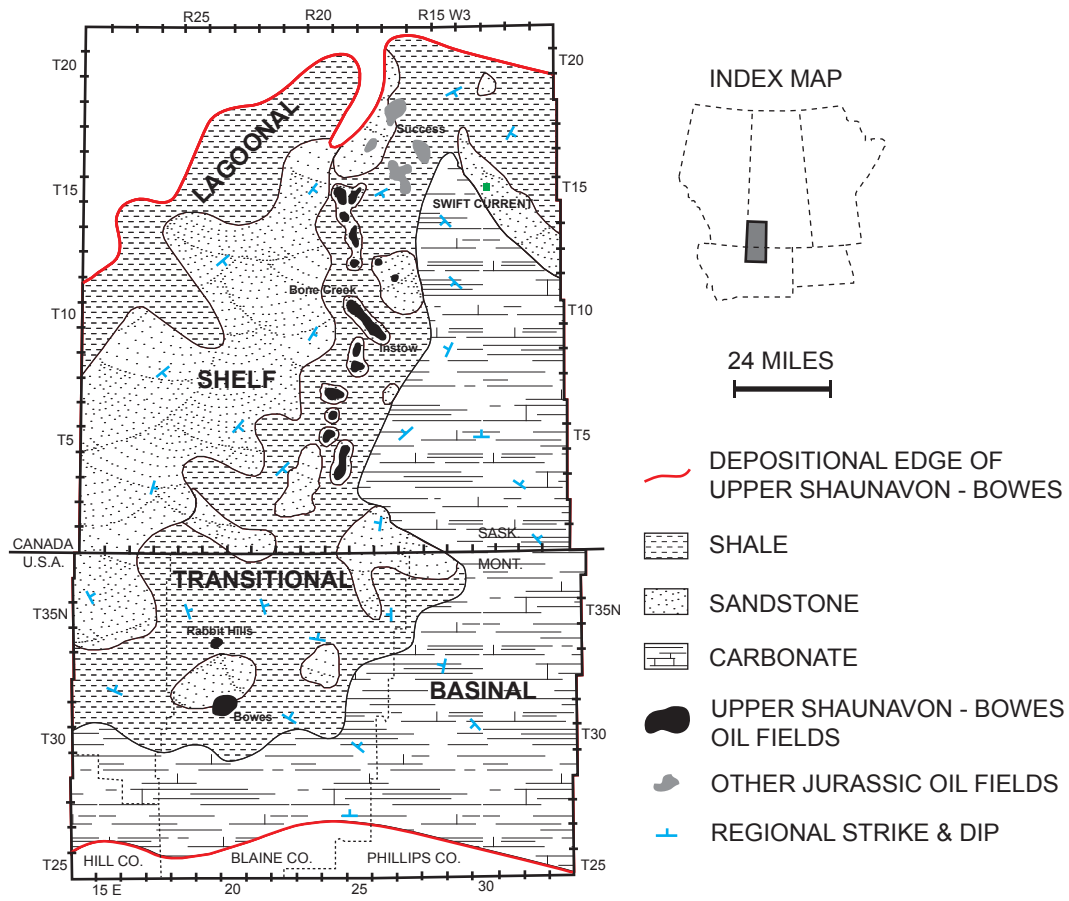 R25
R20
R15 W3
T20
T20
LAGOONAL
Success
T15
T15
SWIFT CURRENT
Bone Creek
T10
T10
Instow
SHELF
T5
T5
CANADA
SASK.
U.S.A.
MONT.
TRANSITIONAL
T35N
T35N
Rabbit Hills
BASINAL
Bowes
T30
T30
T25
HILL CO.
BLAINE CO.
PHILLIPS CO.
T25
15 E
20
25
30
INDEX MAP
24 MILES
DEPOSITIONAL EDGE OF
UPPER SHAUNAVON - BOWES
SHALE
SANDSTONE
CARBONATE
UPPER SHAUNAVON - BOWES
OIL FIELDS
OTHER JURASSIC OIL FIELDS
REGIONAL STRIKE & DIP